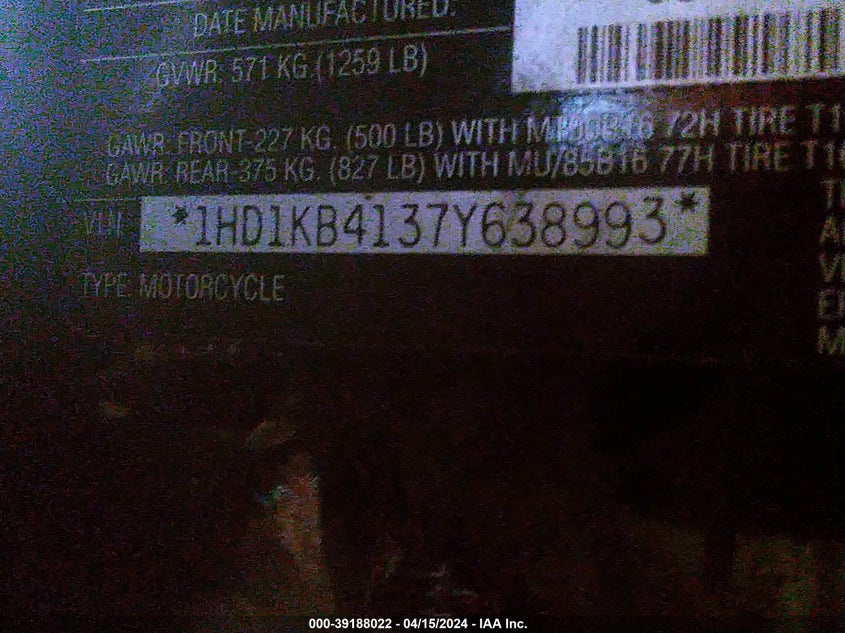 DATE MANUFACTURED:
GVWR: 571 KG (1259 LB)
GAWR: FRONT-227 KG. (500 LB) WITH 72H TIRE
GAWR: REAR-375 KG. (827 LB) WITH MU/85B16 77H TIRE
VIN *1HD1KB4137Y638993*
TYPE: MOTORCYCLE
000-39188022 - 04/15/2024 - IAA Inc.